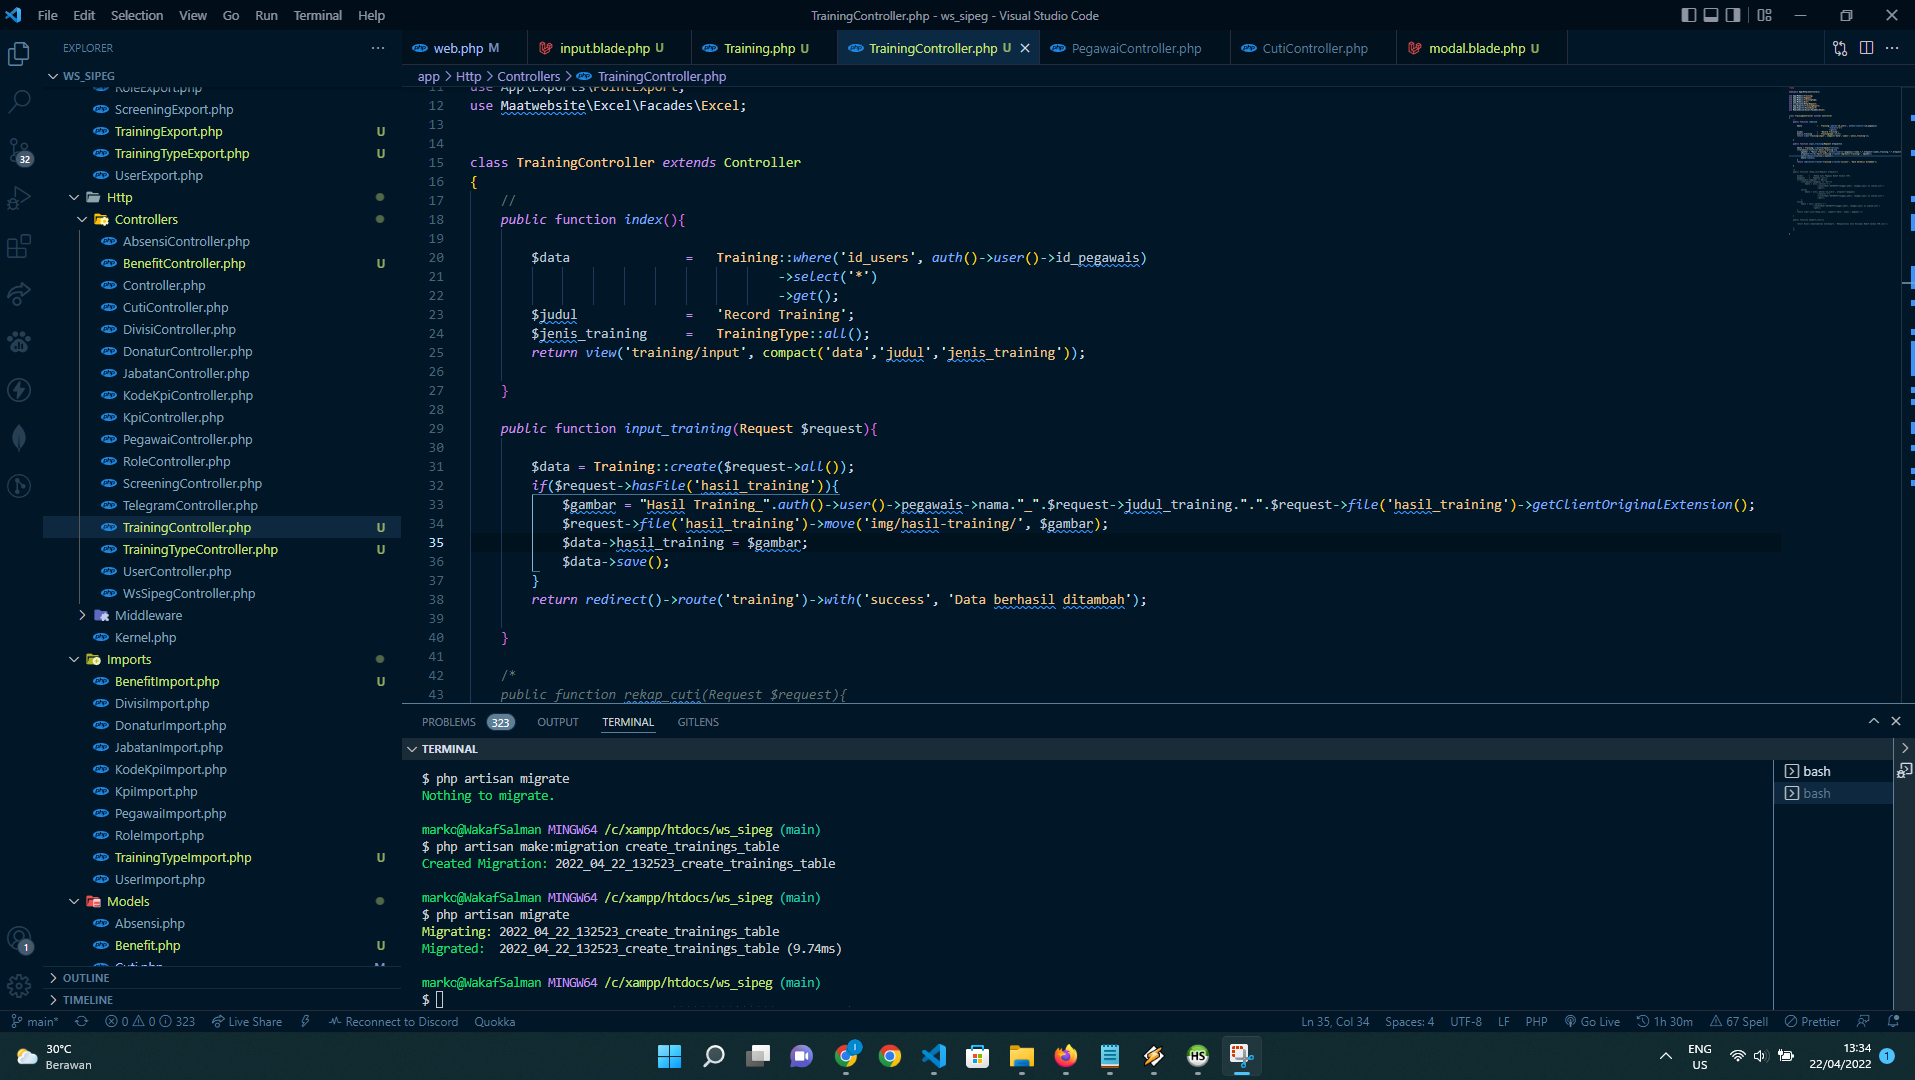 File Edit Selection View Go Run Terminal Help
TrainingController.php - ws_sipeg - Visual Studio Code
EXPLORER
web.php M
input.blade.php U
Training.php U
TrainingController.php U
PegawaiController.php
CutiController.php
modal.blade.php U
WS_SIPEG
app > Http > Controllers > TrainingController.php
RoleExport.php
ScreeningExport.php
TrainingExport.php U
TrainingTypeExport.php U
UserExport.php
Http
Controllers
AbsensiController.php
BenefitController.php U
Controller.php
CutiController.php
DivisiController.php
DonaturController.php
JabatanController.php
KodeKpiController.php
KpiController.php
PegawaiController.php
RoleController.php
ScreeningController.php
TelegramController.php
TrainingController.php U
TrainingTypeController.php U
UserController.php
WsSipegController.php
Middleware
Kernel.php
Imports
BenefitImport.php U
DivisiImport.php
DonaturImport.php
JabatanImport.php
KodeKpiImport.php
KpiImport.php
PegawaiImport.php
RoleImport.php
TrainingTypeImport.php U
UserImport.php
Models
Absensi.php
Benefit.php U
Cuti.php M
OUTLINE
TIMELINE
32
1
11 use App\Exports\PointExport;
12 use Maatwebsite\Excel\Facades\Excel;
13
14
15 class TrainingController extends Controller
16 {
17 //
18 public function index(){
19
20 $data = Training::where('id_users', auth()->user()->id_pegawais)
21 ->select('*')
22 ->get();
23 $judul = 'Record Training';
24 $jenis_training = TrainingType::all();
25 return view('training/input', compact('data','judul','jenis_training'));
26
27 }
28
29 public function input_training(Request $request){
30
31 $data = Training::create($request->all());
32 if($request->hasFile('hasil_training')){
33 $gambar = "Hasil Training_".auth()->user()->pegawais->nama."_".$request->judul_training.".".$request->file('hasil_training')->getClientOriginalExtension();
34 $request->file('hasil_training')->move('img/hasil-training/', $gambar);
35 $data->hasil_training = $gambar;
36 $data->save();
37 }
38 return redirect()->route('training')->with('success', 'Data berhasil ditambah');
39
40 }
41
42 /*
43 public function rekap_cuti(Request $request){
PROBLEMS 323 OUTPUT TERMINAL GITLENS
TERMINAL
$ php artisan migrate
Nothing to migrate.
marko@WakafSalman MINGW64 /c/xampp/htdocs/ws_sipeg (main)
$ php artisan make:migration create_trainings_table
Created Migration: 2022_04_22_132523_create_trainings_table
marko@WakafSalman MINGW64 /c/xampp/htdocs/ws_sipeg (main)
$ php artisan migrate
Migrating: 2022_04_22_132523_create_trainings_table
Migrated: 2022_04_22_132523_create_trainings_table (9.74ms)
marko@WakafSalman MINGW64 /c/xampp/htdocs/ws_sipeg (main)
$
bash
bash
main* 0 0 323 Live Share Reconnect to Discord Quokka
Ln 35, Col 34 Spaces: 4 UTF-8 LF PHP Go Live 1h 30m 67 Spell Prettier
30°C
Berawan
1
HS
ENG
US
13:34
22/04/2022
1